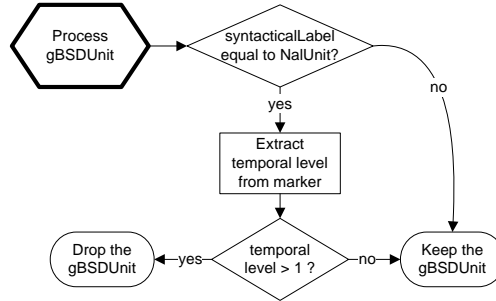 Process
gBSDUnit
syntacticalLabel
equal to NalUnit?
no
yes
Extract
temporal level
from marker
Drop the
gBSDUnit
yes
temporal
level > 1 ?
no
Keep the
gBSDUnit